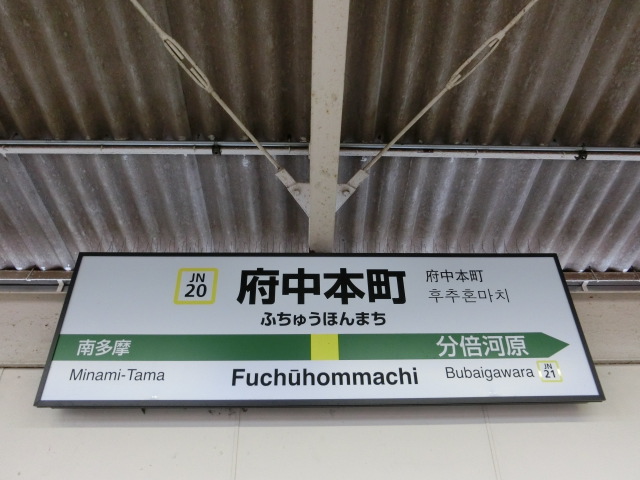 JN
20
府中本町
府中本町
후추혼마치
ふちゅうほんまち
南多摩
分倍河原
Minami-Tama
Fuchūhommachi
Bubaigawara
JN
21